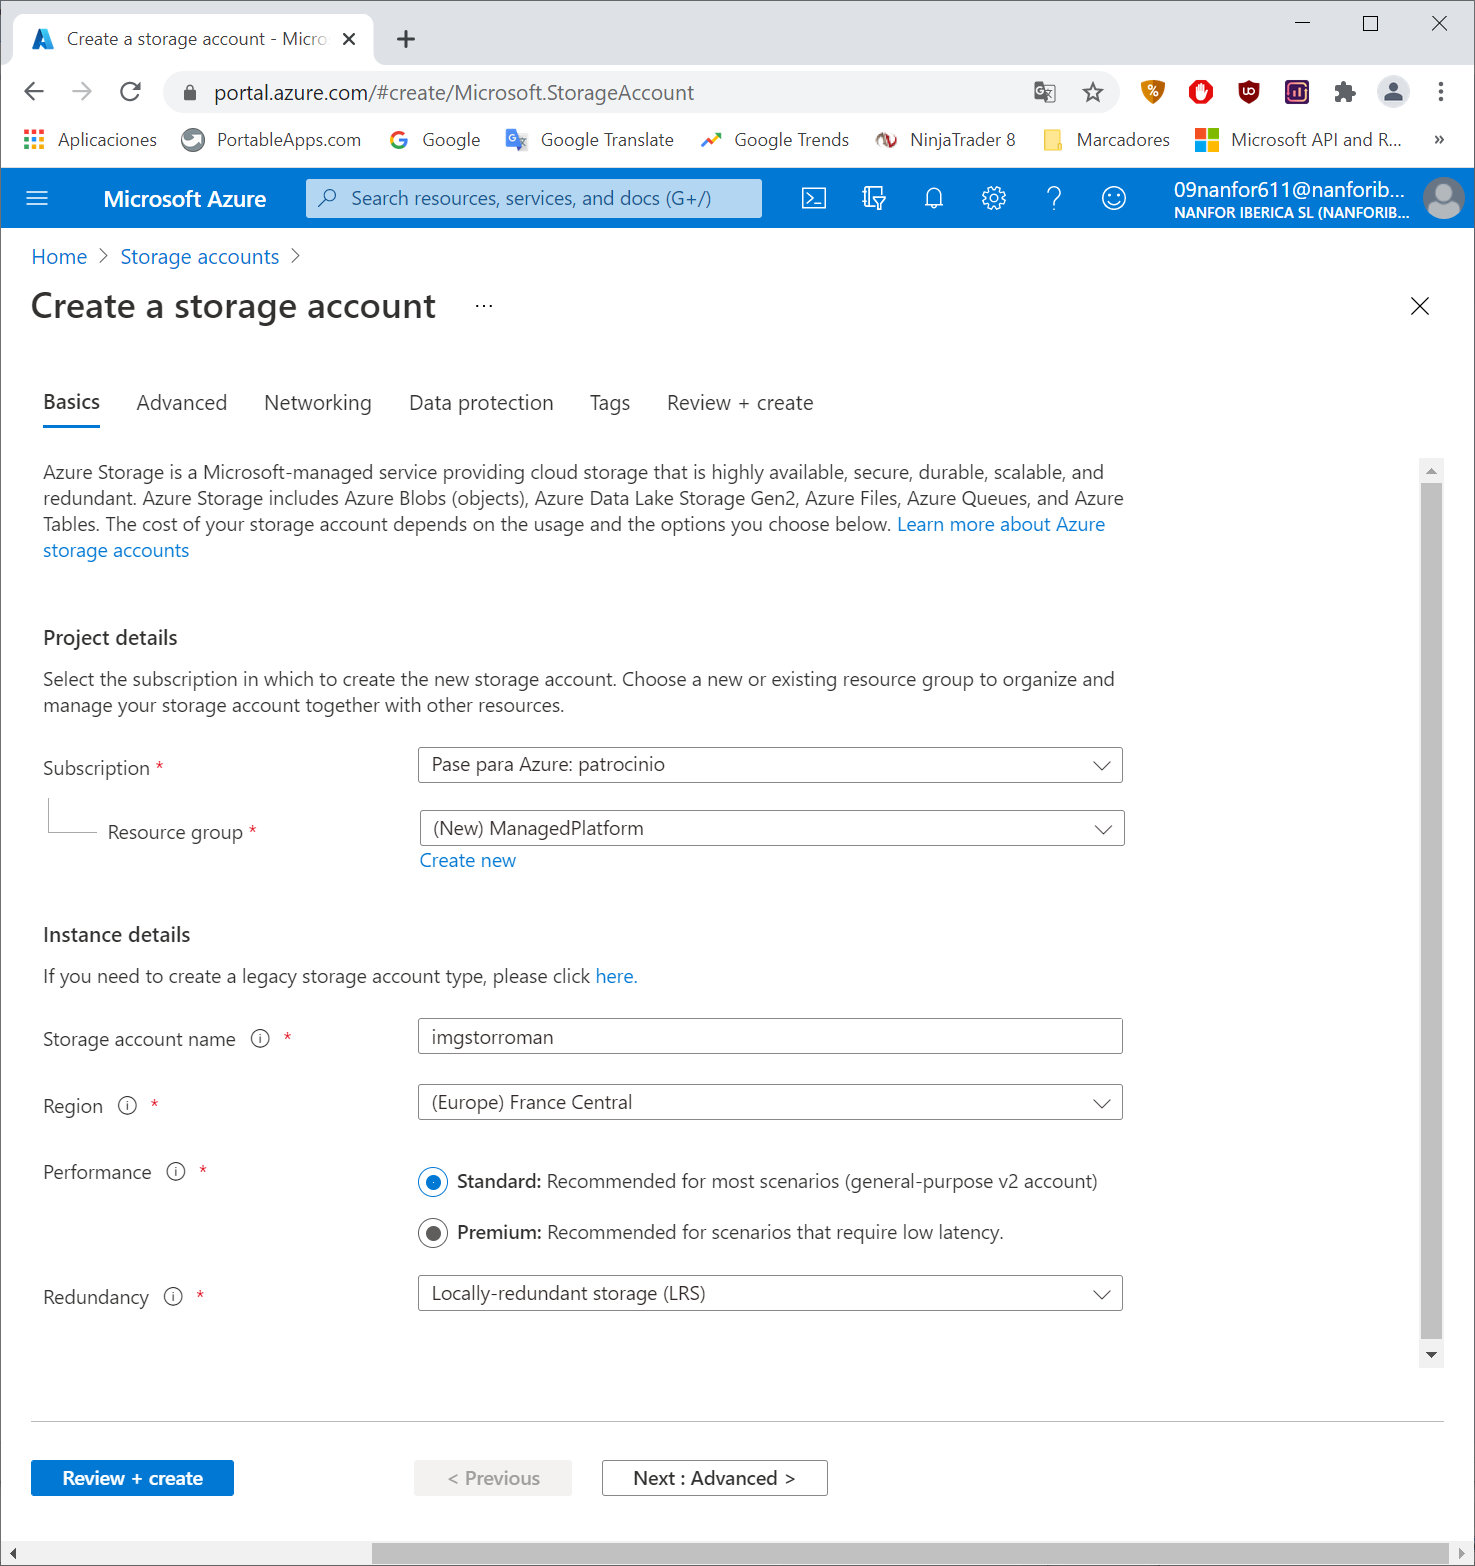 Create a storage account - Micro
portal.azure.com/#create/Microsoft.StorageAccount
Aplicaciones PortableApps.com Google Google Translate Google Trends NinjaTrader 8 Marcadores Microsoft API and R... »
Microsoft Azure Search resources, services, and docs (G+/) 09nanfor611@nanforib...
NANFOR IBERICA SL (NANFORIB...
Home > Storage accounts >
Create a storage account ...
Basics Advanced Networking Data protection Tags Review + create
Azure Storage is a Microsoft-managed service providing cloud storage that is highly available, secure, durable, scalable, and
redundant. Azure Storage includes Azure Blobs (objects), Azure Data Lake Storage Gen2, Azure Files, Azure Queues, and Azure
Tables. The cost of your storage account depends on the usage and the options you choose below. Learn more about Azure
storage accounts
Project details
Select the subscription in which to create the new storage account. Choose a new or existing resource group to organize and
manage your storage account together with other resources.
Subscription * Pase para Azure: patrocinio
Resource group * (New) ManagedPlatform
Create new
Instance details
If you need to create a legacy storage account type, please click here.
Storage account name * imgstorroman
Region * (Europe) France Central
Performance * Standard: Recommended for most scenarios (general-purpose v2 account)
Premium: Recommended for scenarios that require low latency.
Redundancy * Locally-redundant storage (LRS)
Review + create < Previous Next : Advanced >